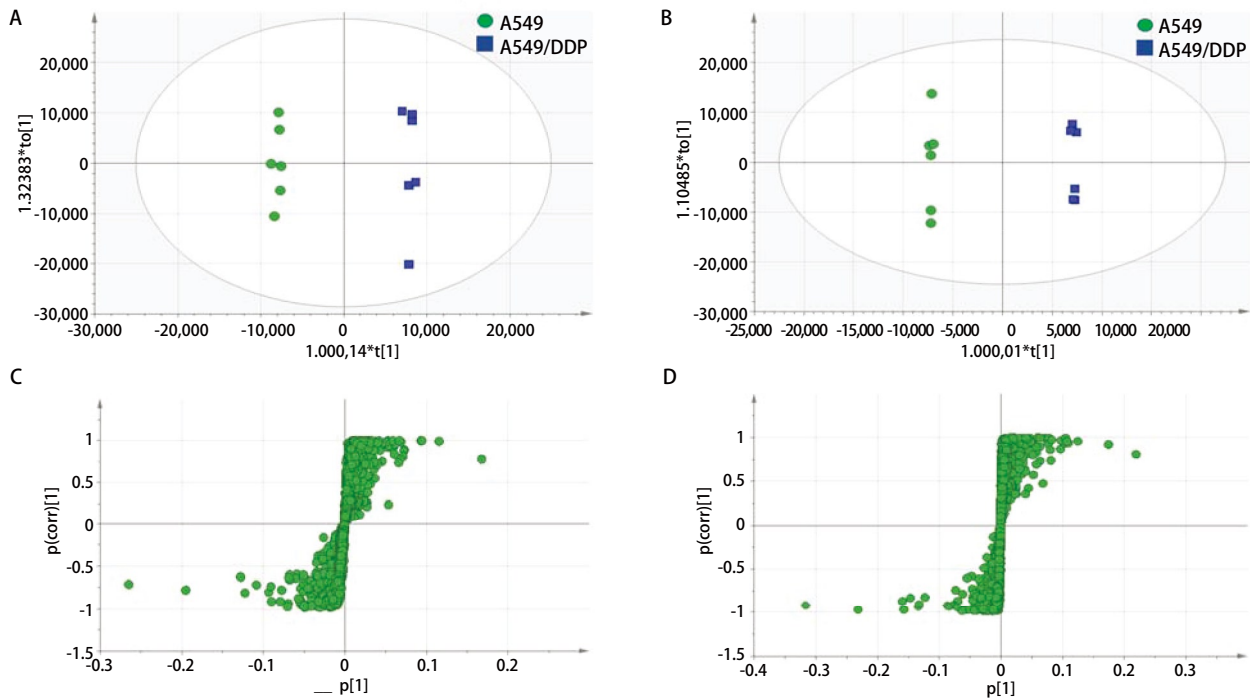 A
A549
A549/DDP
20,000
10,000
0
-10,000
-20,000
-30,000
1.32383*to[1]
-30,000 -20,000 -10,000 0 10,000 20,000
1.000,14*t[1]
B
A549
A549/DDP
20,000
10,000
0
-10,000
-20,000
-30,000
1.10485*to[1]
-25,000 -20,000 -15,000 -10,000 -5,000 0 5,000 10,000 20,000
1.000,01*t[1]
C
1
0.5
0
-0.5
-1
-1.5
p(corr)[1]
-0.3 -0.2 -0.1 0 0.1 0.2
p[1]
D
1
0.5
0
-0.5
-1
-1.5
p(corr)[1]
-0.4 -0.3 -0.2 -0.1 0 0.1 0.2 0.3
p[1]